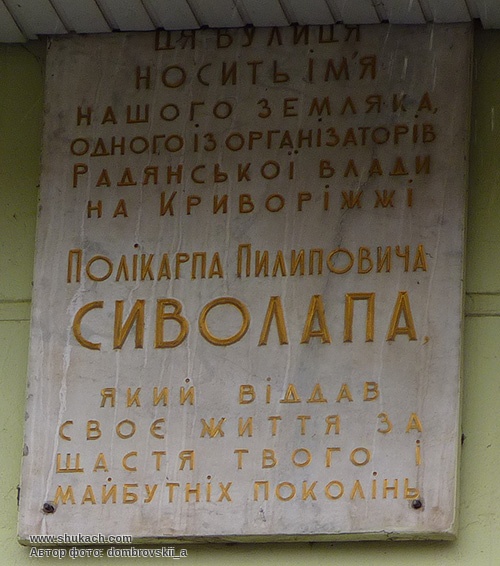 ЦЯ ВУЛИЦЯ
НОСИТЬ ІМ'Я
НАШОГО ЗЕМЛЯКА,
ОДНОГО ІЗ ОРГАНІЗАТОРІВ
РАДЯНСЬКОЇ ВЛАДИ
НА КРИВОРІЖЖІ
ПОЛІКАРПА ПИЛИПОВИЧА
СИВОЛАПА,
ЯКИЙ ВІДДАВ
СВОЄ ЖИТТЯ ЗА
ЩАСТЯ ТВОГО І
МАЙБУТНІХ ПОКОЛІНЬ
www.shukach.com
Автор фото: dombrovskii_a